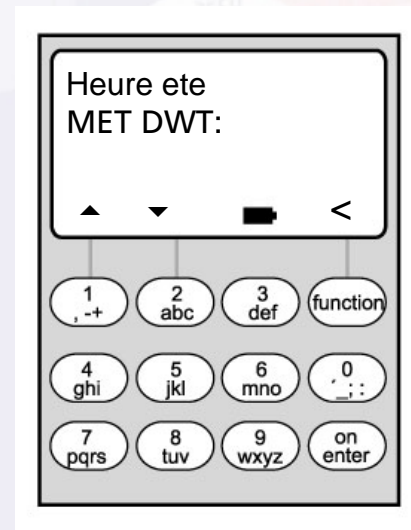 Heure ete
MET DWT:
<
1 2 3 function
, -+ abc def
4 5 6 0
ghi jkl mno ´_; :
7 8 9 on
pqrs tuv wxyz enter